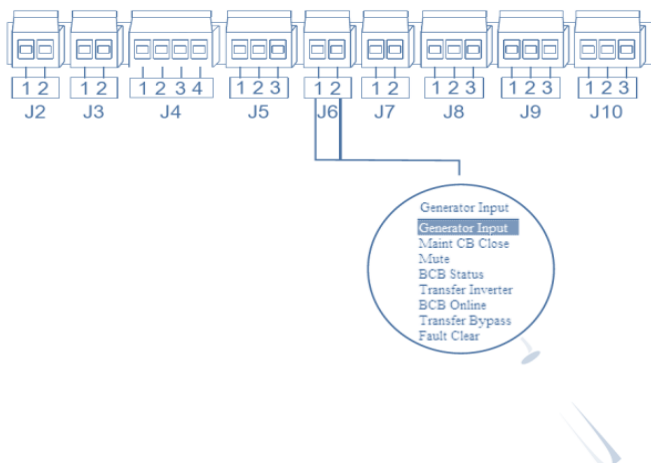 1 2 1 2 1 2 3 4 1 2 3 1 2 1 2 1 2 3 1 2 3 1 2 3
J2 J3 J4 J5 J6 J7 J8 J9 J10
Generator Input
Generator Input
Maint CB Close
Mute
BCB Status
Transfer Inverter
BCB Online
Transfer Bypass
Fault Clear